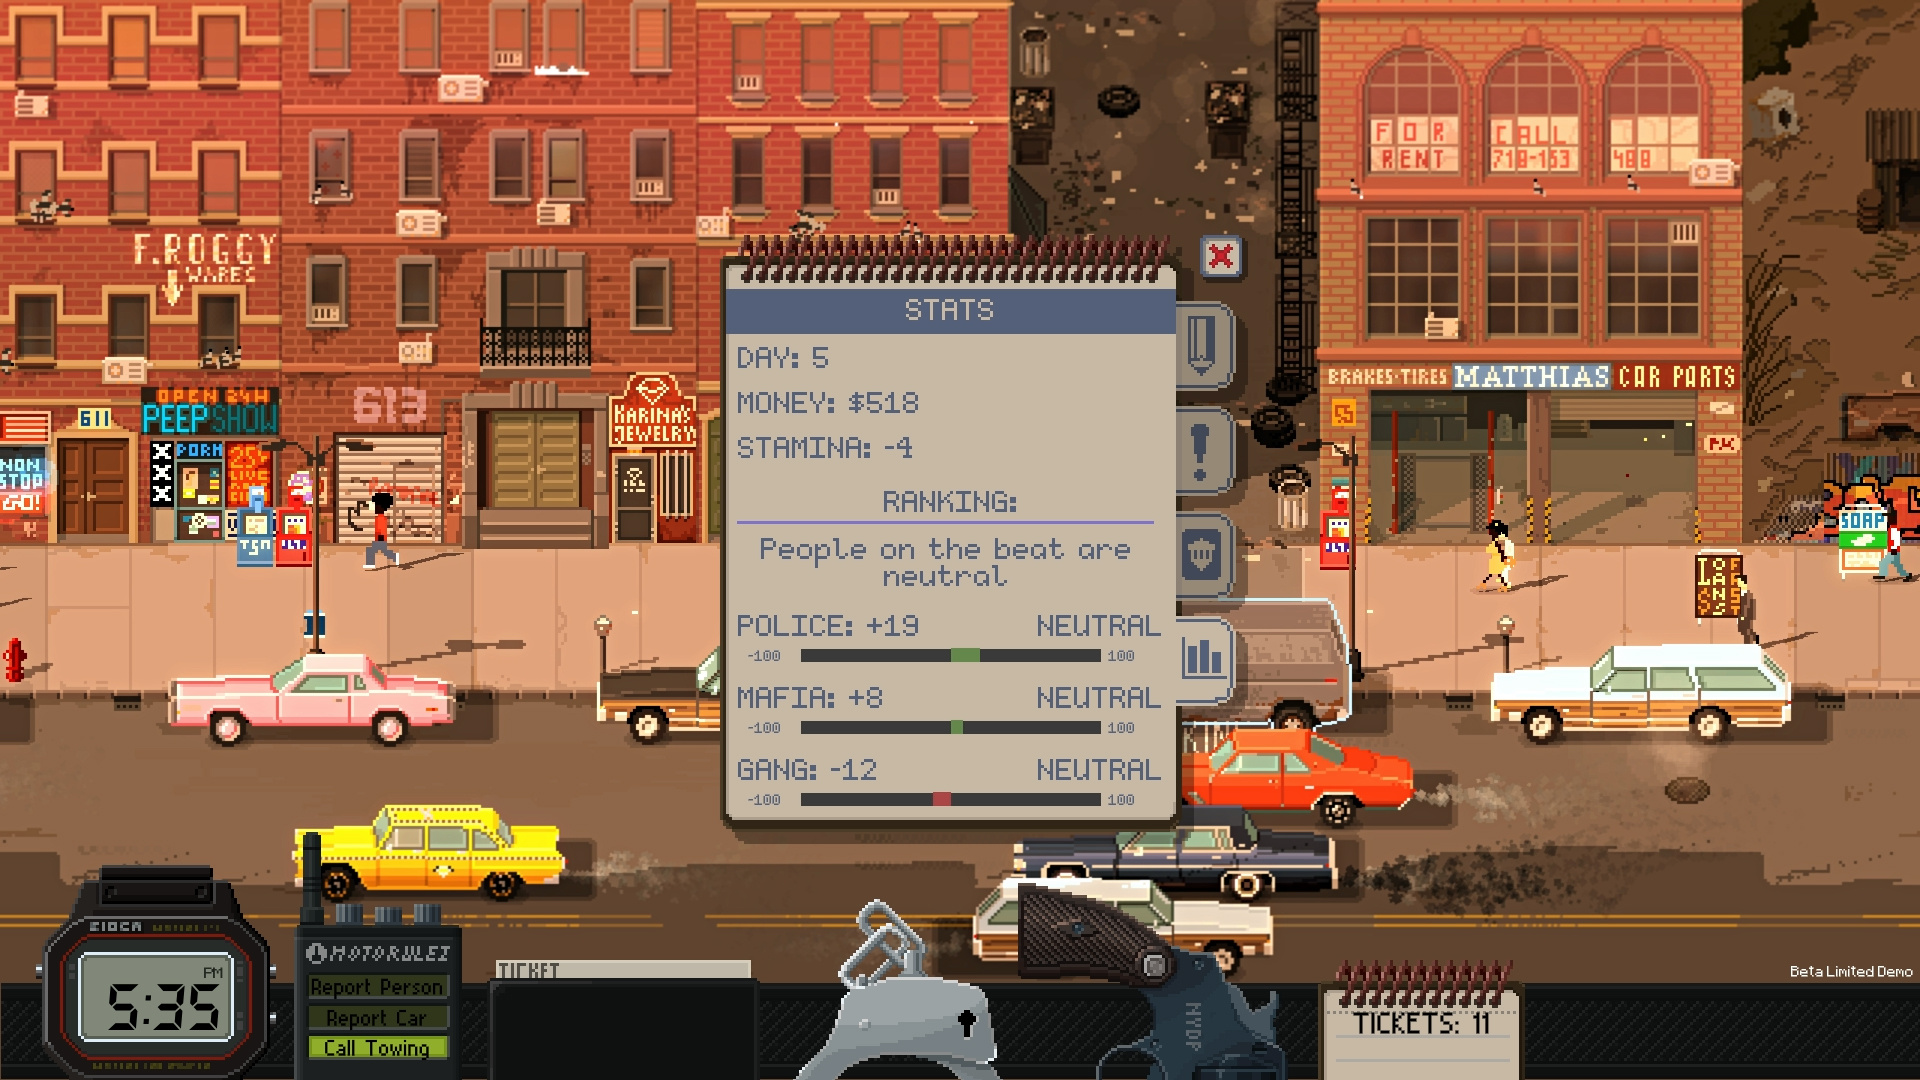 FOR
RENT
CALL
718-153
488
F.ROGGY
WARES
STATS
DAY: 5
MONEY: $518
STAMINA: -4
RANKING:
People on the beat are
neutral
POLICE: +19 NEUTRAL
-100 100
MAFIA: +8 NEUTRAL
-100 100
GANG: -12 NEUTRAL
-100 100
BRAKES·TIRES MATTHIAS CAR PARTS
OPEN 24H
PEEP SHOW
611
613
KARINA'S
JEWELRY
NON
STOP
GO!
PORN
XXX
TSN
SOAP
PM
5:35
MOTORULEZ
Report Person
Report Car
Call Towing
TICKET
TICKETS: 11
Beta Limited Demo